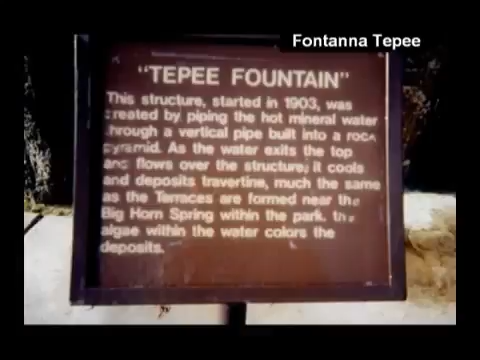 Fontanna Tepee
"TEPEE FOUNTAIN"
This structure, started in 1903, was
created by piping the hot mineral water
through a vertical pipe built into a rock
pyramid. As the water exits the top
and flows over the structure, it cools
and deposits travertine, much the same
as the Terraces are formed near the
Big Horn Spring within the park. the
algae within the water colors the
deposits.